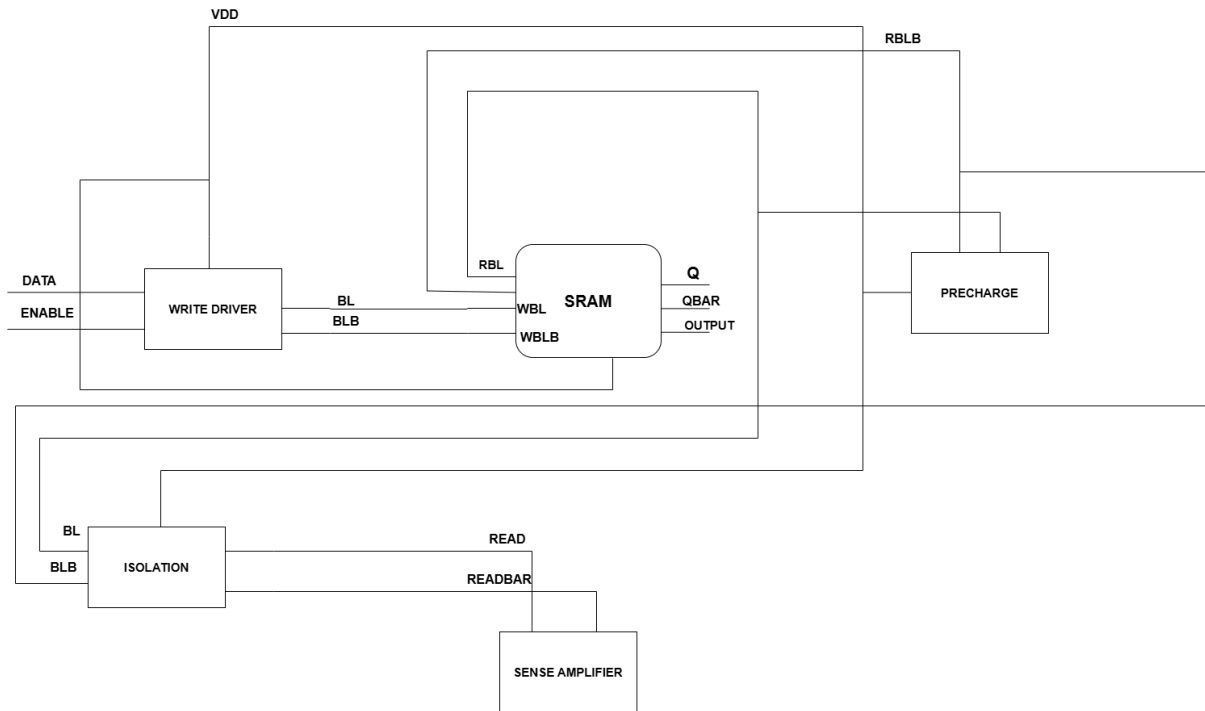 VDD
RBLB
DATA
ENABLE
WRITE DRIVER
BL
BLB
RBL
WBL
WBLB
SRAM
Q
QBAR
OUTPUT
PRECHARGE
BL
BLB
ISOLATION
READ
READBAR
SENSE AMPLIFIER